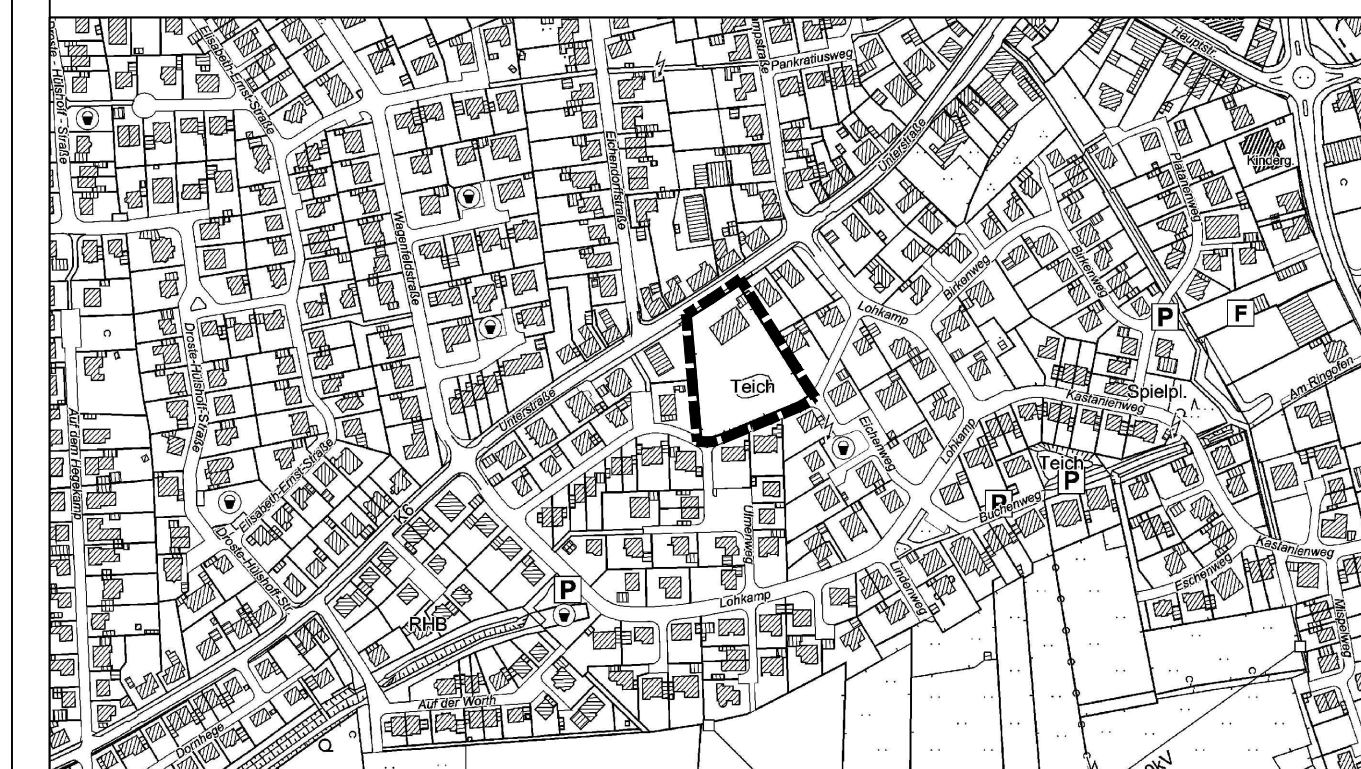 Droste - Hülshoff - Straße
Elisabeth-Ernst-Straße
Pankratiusweg
Hauptstr.
Eichendorffstraße
Unterstraße
Platanenweg
Kinderg.
Wagenfeldstraße
Birkenweg
Birkenweg
Lohkamp
P
F
Droste-Hülshoff-Straße
Teich
Am Ringofen
Spielpl.
Kastanienweg
Unterstraße
Auf dem Hegekamp
Eichenweg
Lohkamp
Elisabeth-Ernst-Straße
Teich
P
P
Buchenweg
K6
Ulmenweg
Droste-Hülshoff-Str.
Kastanienweg
Eschenweg
Lindenweg
P
Lohkamp
RHB
Mispelweg
Auf der Worth
Dornhege